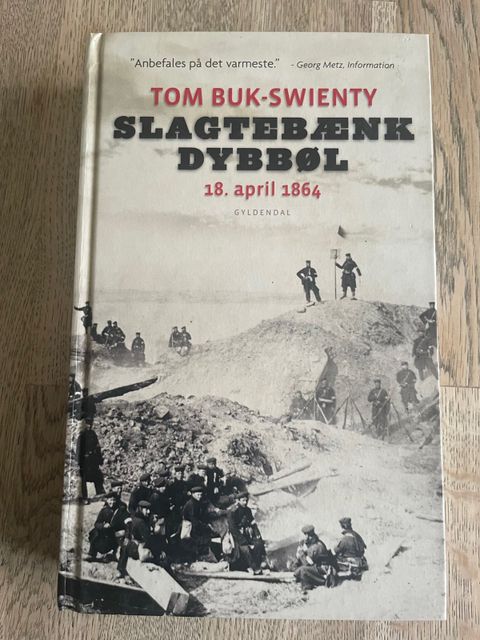 "Anbefales på det varmeste." - Georg Metz, Information
TOM BUK-SWIENTY
SLAGTEBÆNK
DYBBØL
18. april 1864
GYLDENDAL